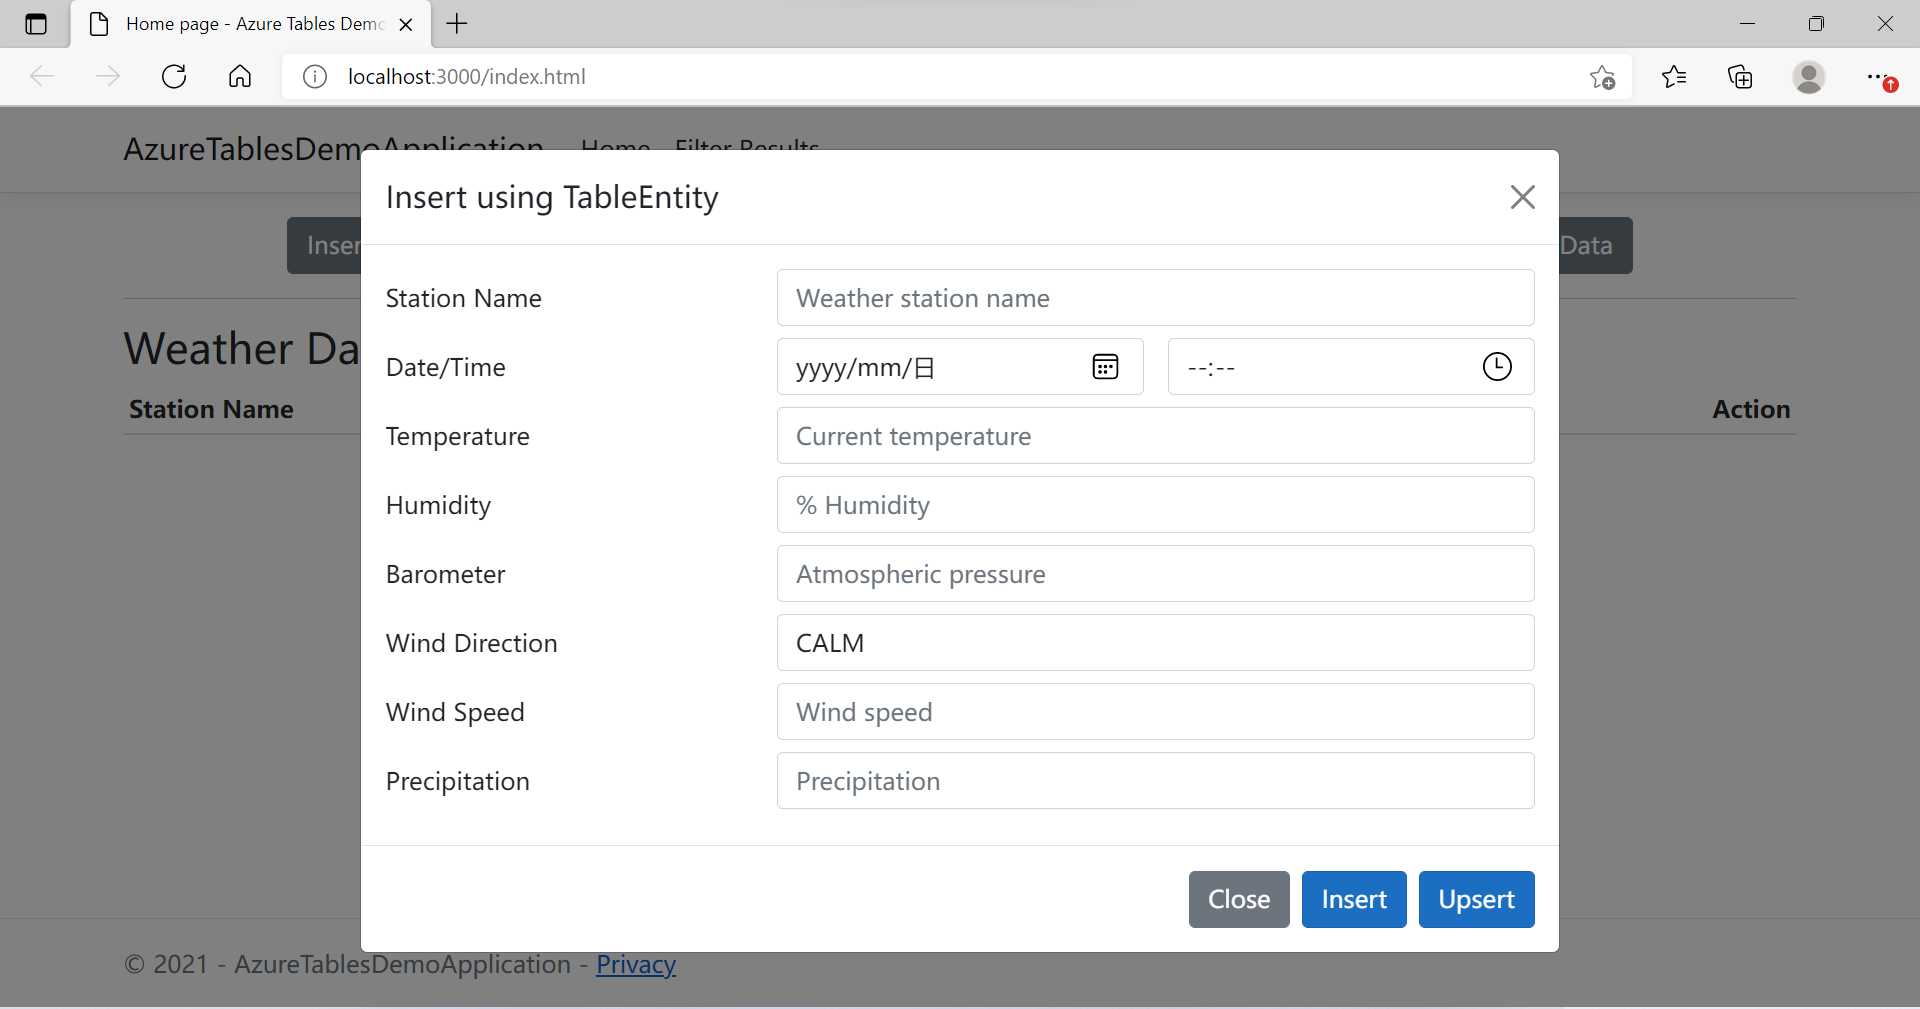 Home page - Azure Tables Demo
localhost:3000/index.html
AzureTablesDemoApplication Home Filter Results
Insert using TableEntity
Inser
Data
Station Name Weather station name
Weather Da
Date/Time yyyy/mm/日 --:--
Station Name
Action
Temperature Current temperature
Humidity % Humidity
Barometer Atmospheric pressure
Wind Direction CALM
Wind Speed Wind speed
Precipitation Precipitation
Close Insert Upsert
© 2021 - AzureTablesDemoApplication - Privacy